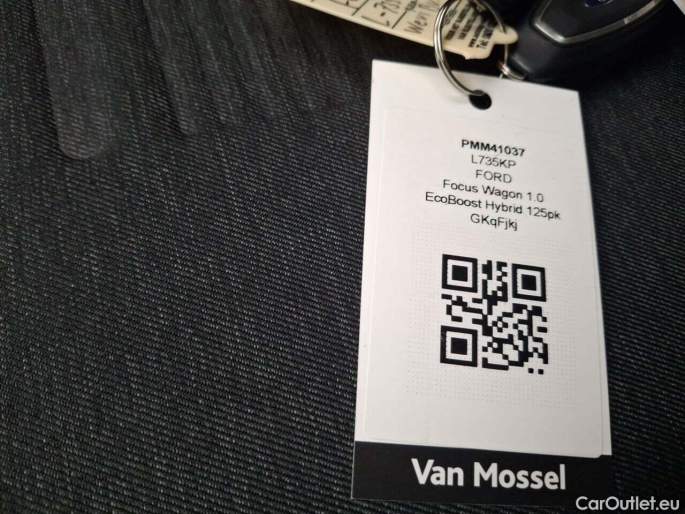 PMM41037
L735KP
FORD
Focus Wagon 1.0
EcoBoost Hybrid 125pk
GKqFjkj
Van Mossel
CarOutlet.eu